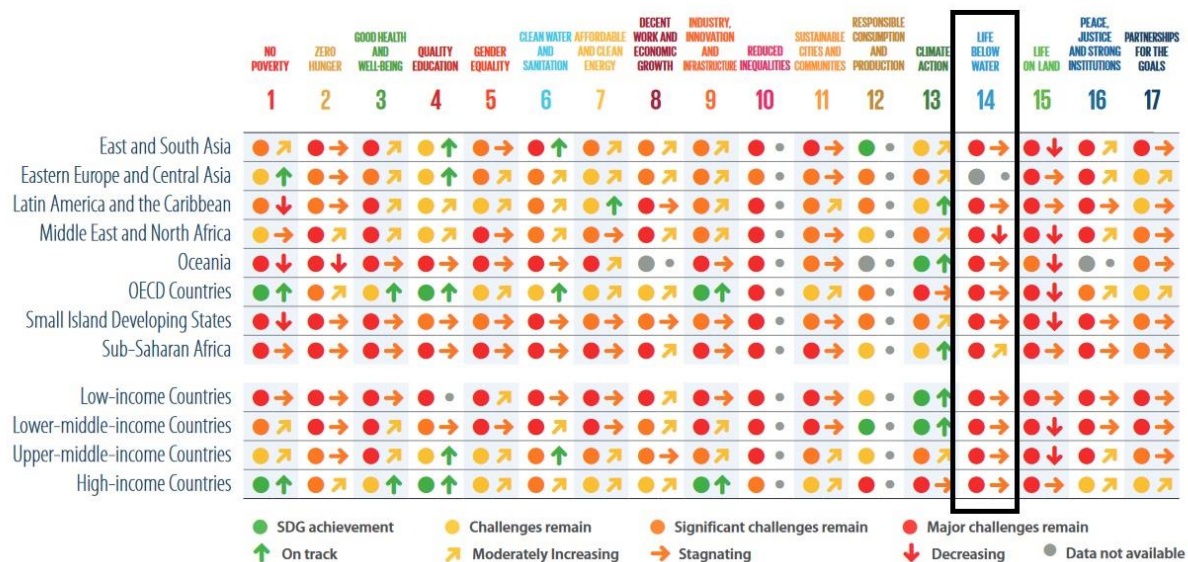 NO
POVERTY
ZERO
HUNGER
GOOD HEALTH
AND
WELL-BEING
QUALITY
EDUCATION
GENDER
EQUALITY
CLEAN WATER
AND
SANITATION
AFFORDABLE
AND CLEAN
ENERGY
DECENT
WORK AND
ECONOMIC
GROWTH
INDUSTRY,
INNOVATION
AND
INFRASTRUCTURE
REDUCED
INEQUALITIES
SUSTAINABLE
CITIES AND
COMMUNITIES
RESPONSIBLE
CONSUMPTION
AND
PRODUCTION
CLIMATE
ACTION
LIFE
BELOW
WATER
LIFE
ON LAND
PEACE,
JUSTICE
AND STRONG
INSTITUTIONS
PARTNERSHIPS
FOR THE
GOALS
1 2 3 4 5 6 7 8 9 10 11 12 13 14 15 16 17
East and South Asia
Eastern Europe and Central Asia
Latin America and the Caribbean
Middle East and North Africa
Oceania
OECD Countries
Small Island Developing States
Sub-Saharan Africa
Low-income Countries
Lower-middle-income Countries
Upper-middle-income Countries
High-income Countries
SDG achievement Challenges remain Significant challenges remain Major challenges remain
On track Moderately Increasing Stagnating Decreasing Data not available